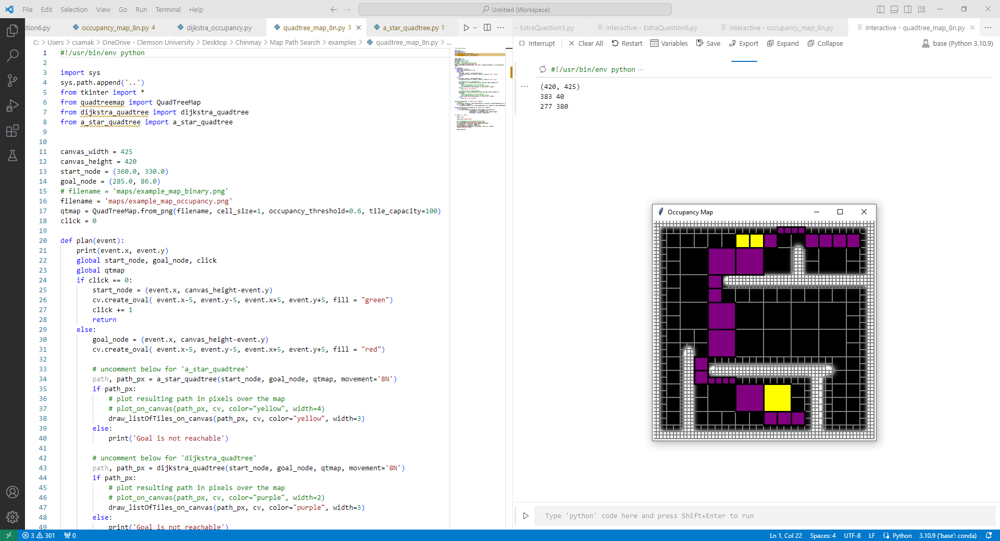 File Edit Selection View Go Run Terminal Help
Untitled (Workspace)
stion6.py occupancy_map_8n.py 4 dijkstra_occupancy.py quadtree_map_8n.py 3 a_star_quadtree.py 1
- ExtraQuestion5.py Interactive - ExtraQuestion6.py Interactive - occupancy_map_8n.py Interactive - quadtree_map_8n.py
C: > Users > csamak > OneDrive - Clemson University > Desktop > Chinmay > Map Path Search > examples > quadtree_map_8n.py > ...
Interrupt Clear All Restart Variables Save Export Expand Collapse base (Python 3.10.9)
1 #!/usr/bin/env python
2
3 import sys
4 sys.path.append('..')
5 from tkinter import *
6 from quadtreemap import QuadTreeMap
7 from dijkstra_quadtree import dijkstra_quadtree
8 from a_star_quadtree import a_star_quadtree
9
10
11 canvas_width = 425
12 canvas_height = 420
13 start_node = (360.0, 330.0)
14 goal_node = (285.0, 86.0)
15 # filename = 'maps/example_map_binary.png'
16 filename = 'maps/example_map_occupancy.png'
17 qtmap = QuadTreeMap.from_png(filename, cell_size=1, occupancy_threshold=0.6, tile_capacity=100)
18 click = 0
19
20 def plan(event):
21 print(event.x, event.y)
22 global start_node, goal_node, click
23 global qtmap
24 if click == 0:
25 start_node = (event.x, canvas_height-event.y)
26 cv.create_oval( event.x-5, event.y-5, event.x+5, event.y+5, fill = "green")
27 click += 1
28 return
29 else:
30 goal_node = (event.x, canvas_height-event.y)
31 cv.create_oval( event.x-5, event.y-5, event.x+5, event.y+5, fill = "red")
32
33 # uncomment below for 'a_star_quadtree'
34 path, path_px = a_star_quadtree(start_node, goal_node, qtmap, movement='8N')
35 if path_px:
36 # plot resulting path in pixels over the map
37 # plot_on_canvas(path_px, cv, color="yellow", width=4)
38 draw_listOfTiles_on_canvas(path_px, cv, color="yellow", width=3)
39 else:
40 print('Goal is not reachable')
41
42 # uncomment below for 'dijkstra_quadtree'
43 path, path_px = dijkstra_quadtree(start_node, goal_node, qtmap, movement='8N')
44 if path_px:
45 # plot resulting path in pixels over the map
46 # plot_on_canvas(path_px, cv, color="purple", width=2)
47 draw_listOfTiles_on_canvas(path_px, cv, color="purple", width=3)
48 else:
49 print('Goal is not reachable')
#!/usr/bin/env python ...
(420, 425)
383 40
277 380
Occupancy Map
Type 'python' code here and press Shift+Enter to run
3 301 0 Ln 1, Col 22 Spaces: 4 UTF-8 LF Python 3.10.9 ('base': conda)